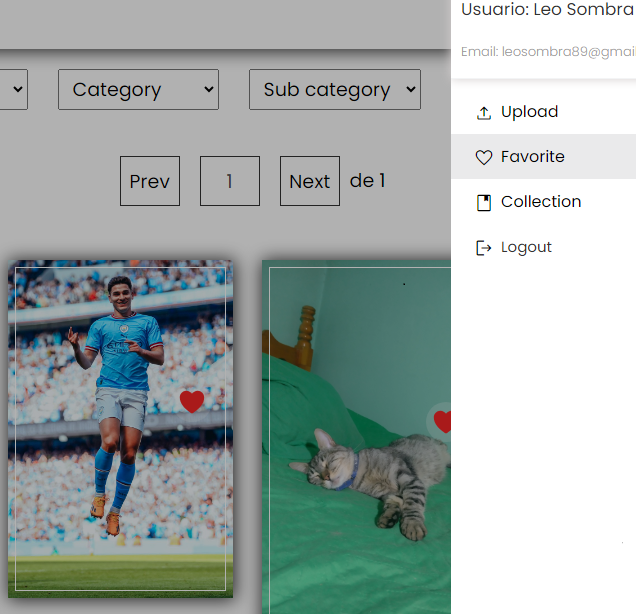 Usuario: Leo Sombra
Email: leosombra89@gmai
Category
Sub category
Prev
1
Next
de 1
Upload
Favorite
Collection
Logout